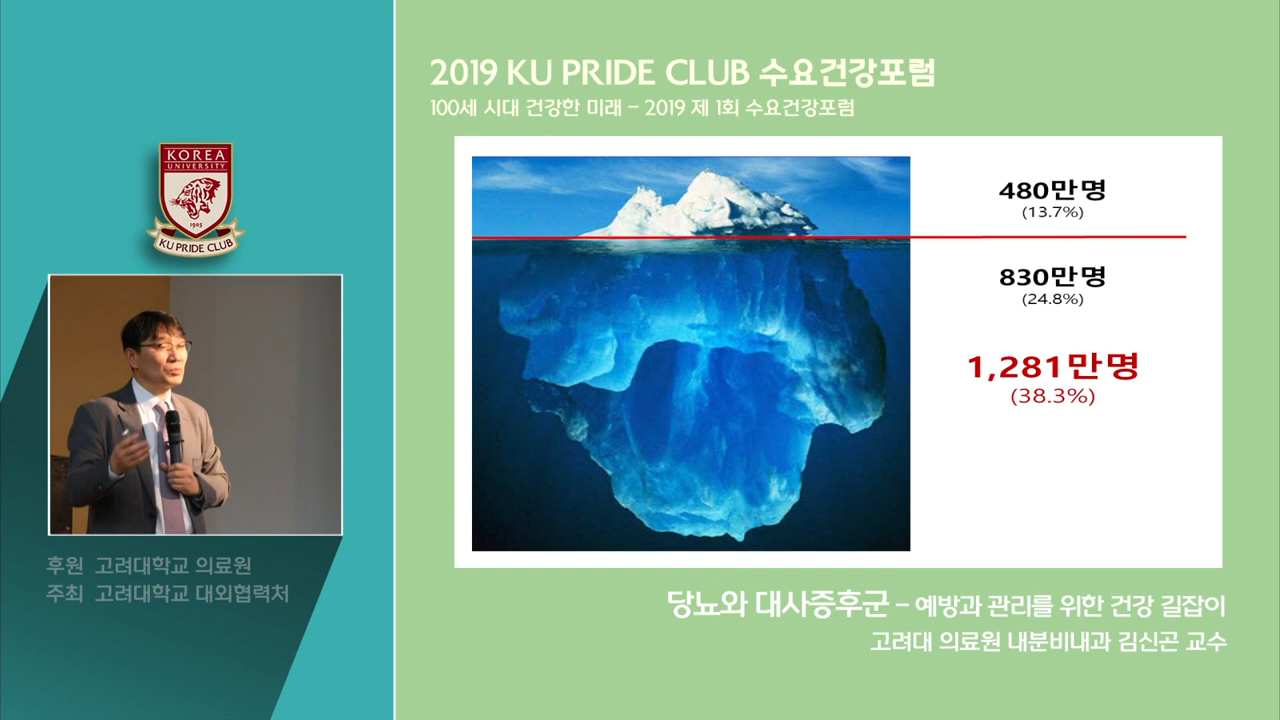 2019 KU PRIDE CLUB 수요건강포럼
100세 시대 건강한 미래 – 2019 제 1회 수요건강포럼
KOREA
UNIVERSITY
1905
KU PRIDE CLUB
480만명
(13.7%)
830만명
(24.8%)
1,281만명
(38.3%)
후원 고려대학교 의료원
주최 고려대학교 대외협력처
당뇨와 대사증후군 – 예방과 관리를 위한 건강 길잡이
고려대 의료원 내분비내과 김신곤 교수